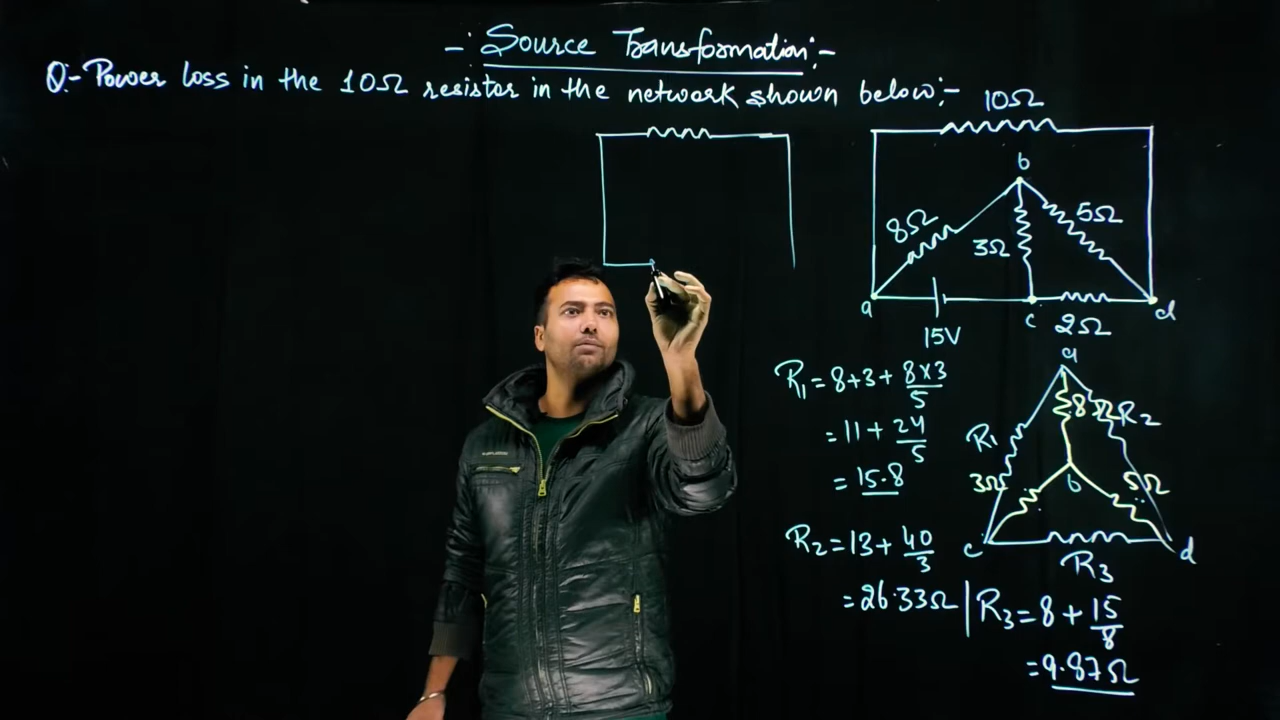 -: Source Transformation:-
Q:- Power loss in the 10Ω resistor in the network shown below:-
10Ω
b
8Ω
3Ω
5Ω
a
c
d
15V
2Ω
R1 = 8+3+ 8×3/5
= 11 + 24/5
= 15.8
a
8Ω
R2
R1
3Ω
b
5Ω
c
d
R3
R2 = 13 + 40/3
= 26.33Ω
R3 = 8 + 15/8
= 9.87Ω